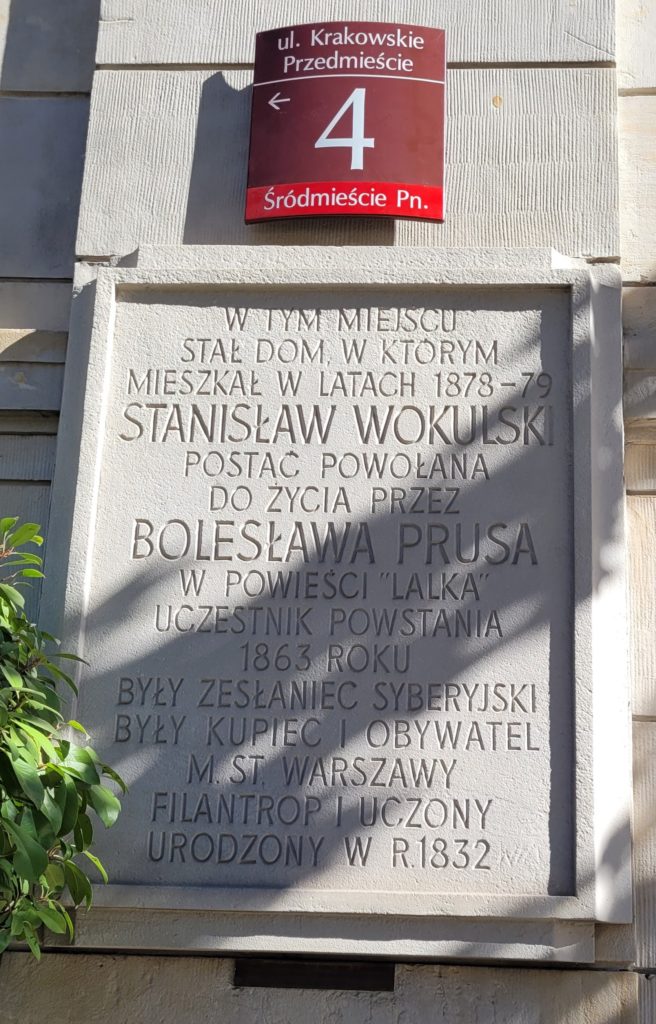 ul. Krakowskie
Przedmieście
← 4
Śródmieście Pn.
W TYM MIEJSCU
STAŁ DOM, W KTÓRYM
MIESZKAŁ W LATACH 1878-79
STANISŁAW WOKULSKI
POSTAĆ POWOŁANA
DO ŻYCIA PRZEZ
BOLESŁAWA PRUSA
W POWIEŚCI "LALKA"
UCZESTNIK POWSTANIA
1863 ROKU
BYŁY ZESŁANIEC SYBERYJSKI
BYŁY KUPIEC I OBYWATEL
M. ST. WARSZAWY
FILANTROP I UCZONY
URODZONY W R.1832